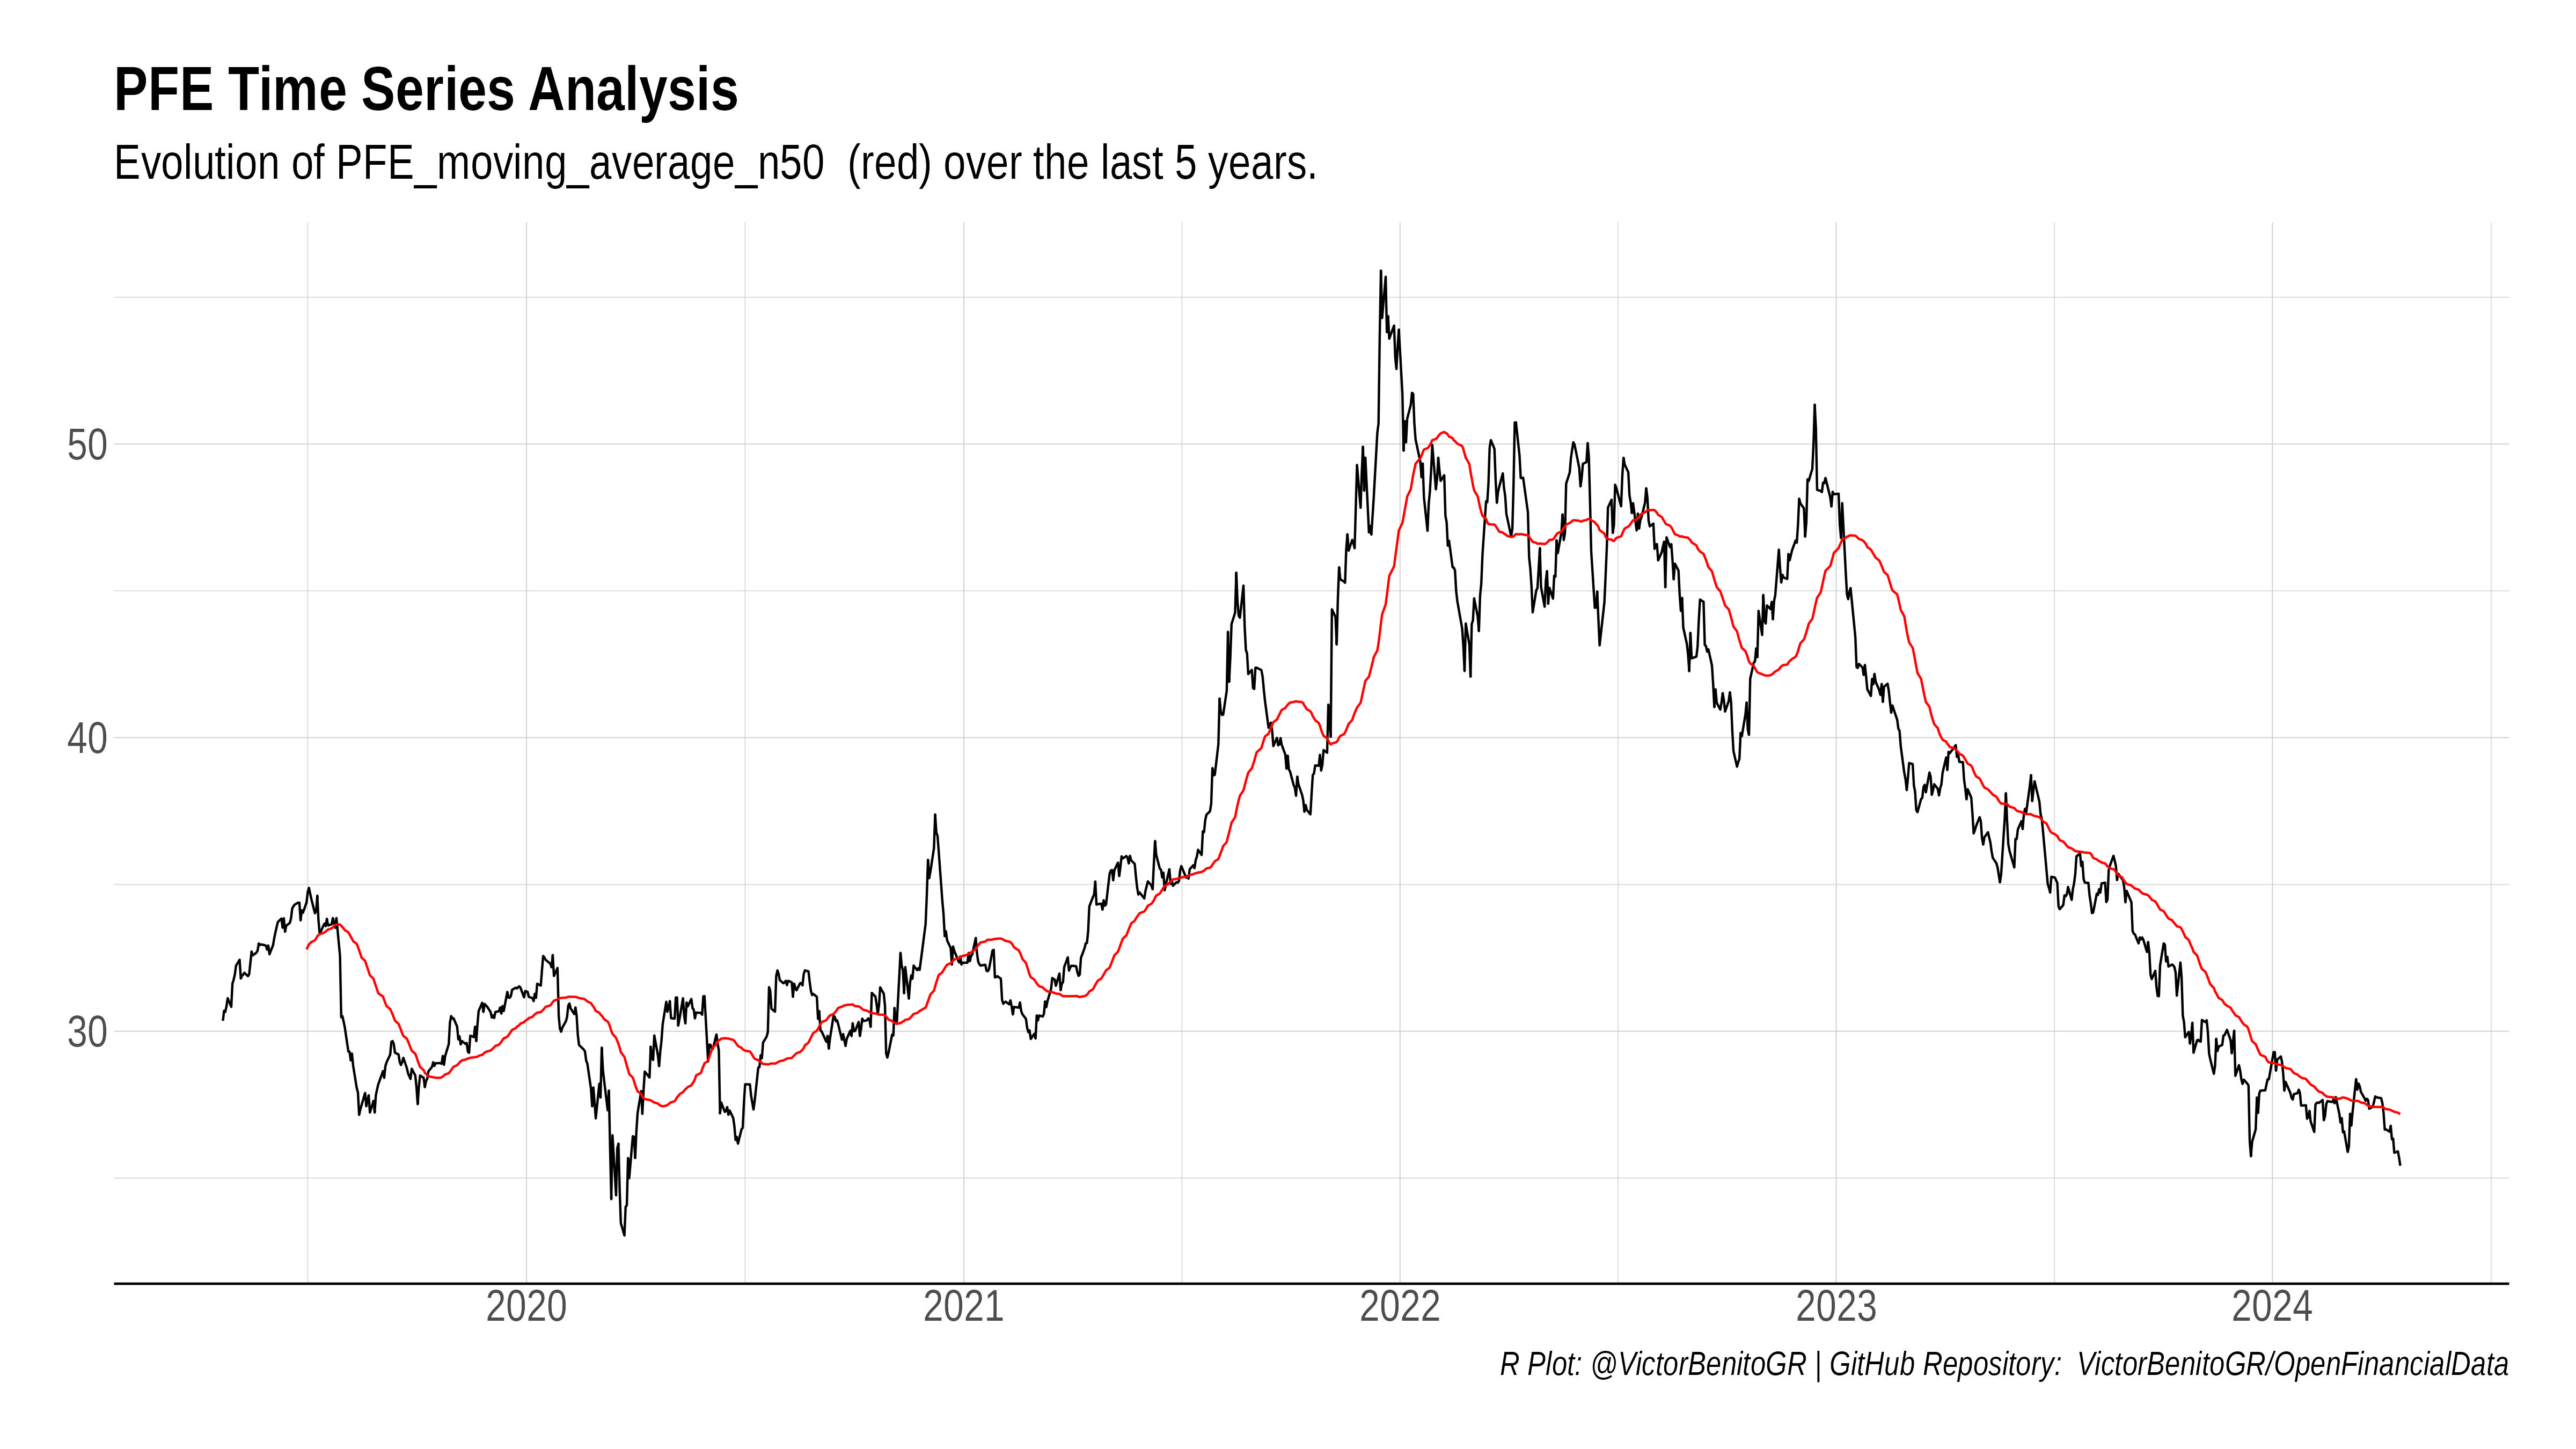 PFE Time Series Analysis
Evolution of PFE_moving_average_n50  (red) over the last 5 years.
50
40
30
2020 2021 2022 2023 2024
R Plot: @VictorBenitoGR | GitHub Repository:  VictorBenitoGR/OpenFinancialData